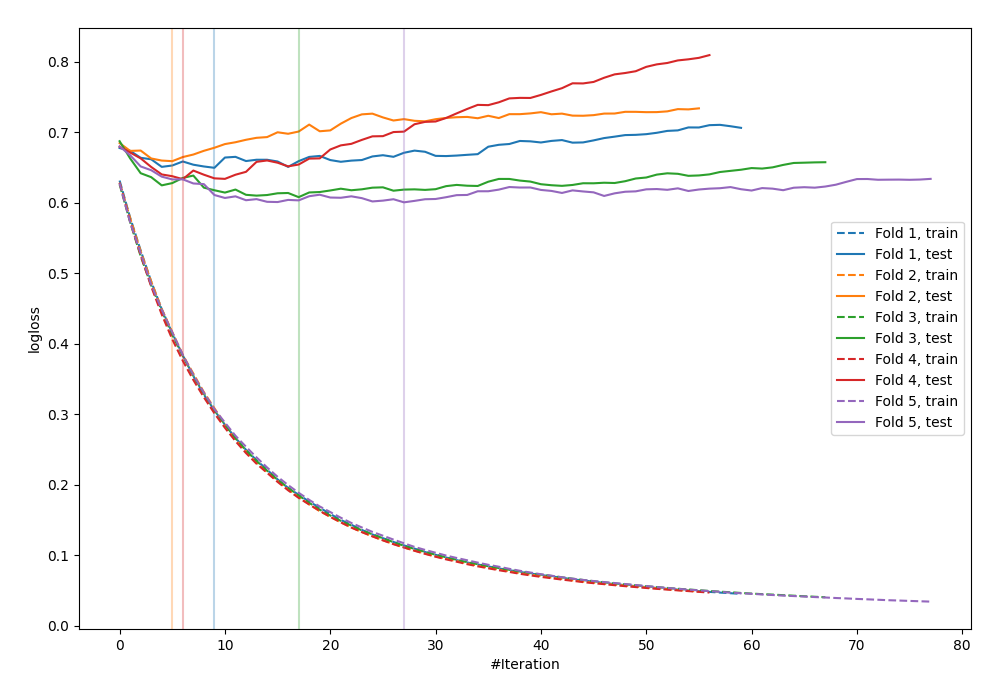 0.8
0.7
0.6
0.5
0.4
0.3
0.2
0.1
0.0
logloss
Fold 1, train
Fold 1, test
Fold 2, train
Fold 2, test
Fold 3, train
Fold 3, test
Fold 4, train
Fold 4, test
Fold 5, train
Fold 5, test
0 10 20 30 40 50 60 70 80
#Iteration